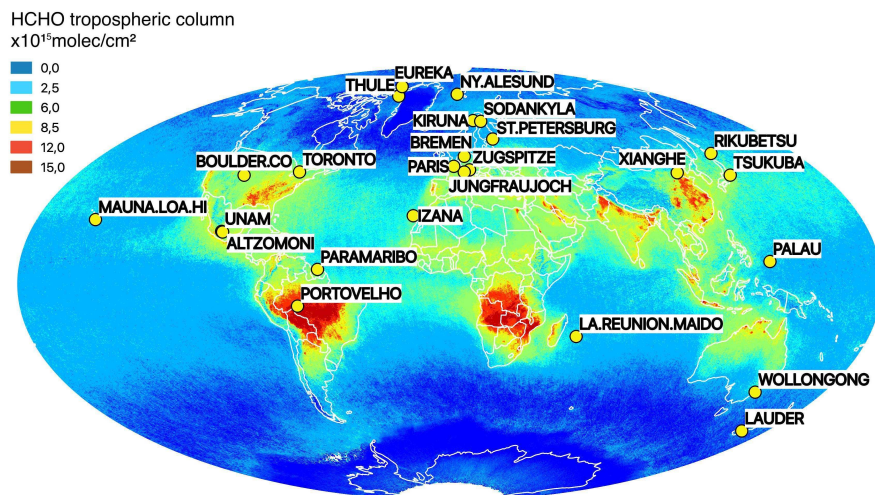 HCHO tropospheric column
x10¹⁵molec/cm²
0,0
2,5
6,0
8,5
12,0
15,0
EUREKA
THULE
NY.ALESUND
SODANKYLA
KIRUNA
ST.PETERSBURG
BREMEN
RIKUBETSU
ZUGSPITZE
XIANGHE
BOULDER.CO
TORONTO
PARIS
TSUKUBA
JUNGFRAUJOCH
MAUNA.LOA.HI
UNAM
IZANA
ALTZOMONI
PALAU
PARAMARIBO
PORTOVELHO
LA.REUNION.MAIDO
WOLLONGONG
LAUDER